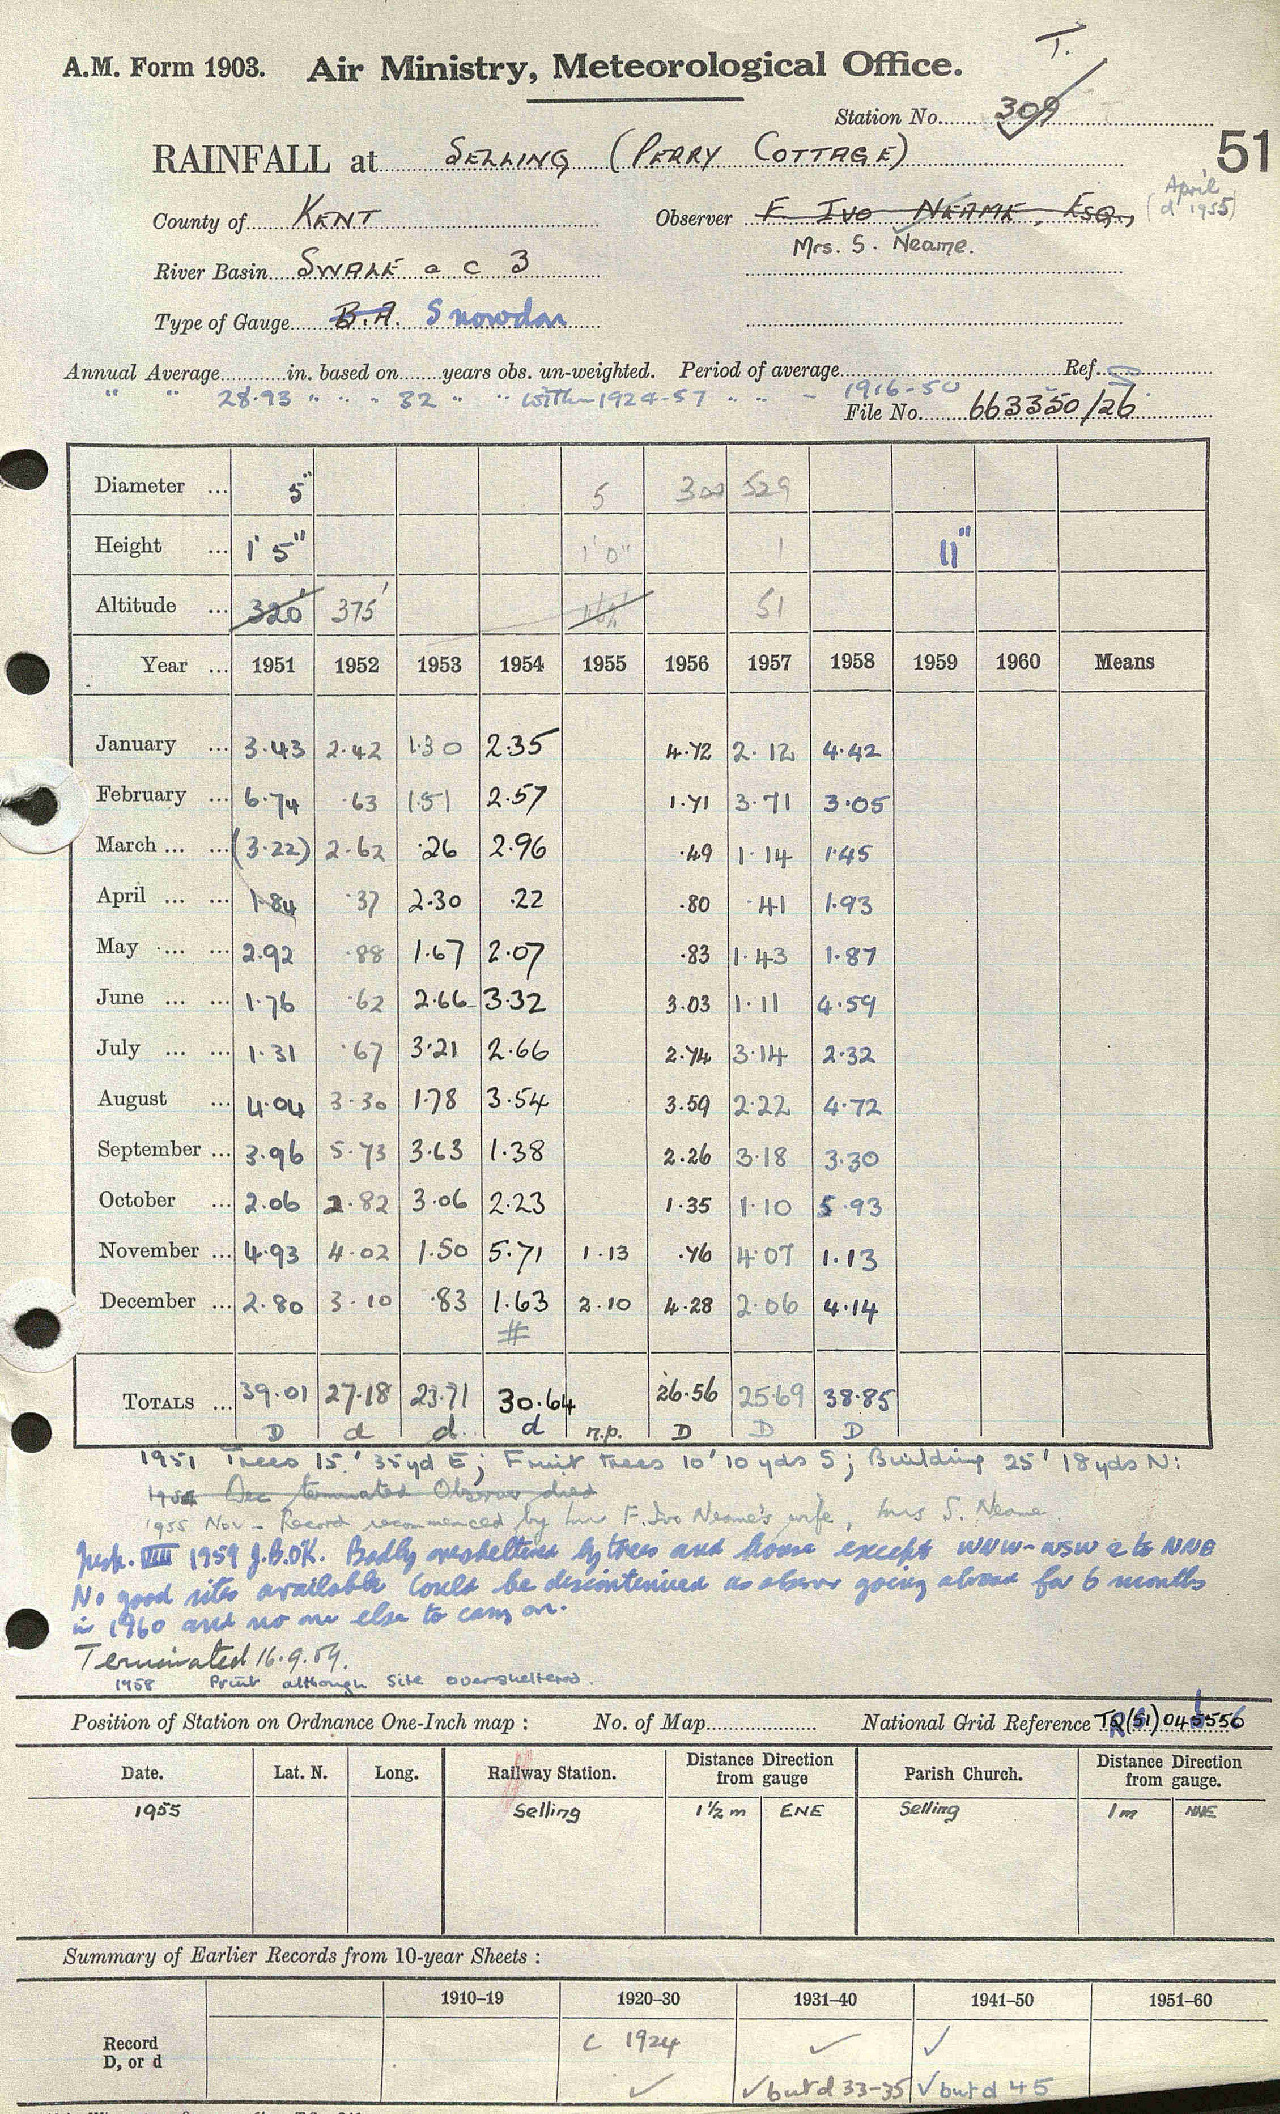 T.
A.M. Form 1903. Air Ministry, Meteorological Office.
Station No. 309
51
RAINFALL at SELLING (PERRY COTTAGE)
April
(d 1955)
County of KENT Observer F IVO NEAME, ESQ.,
Mrs. S. Neame.
River Basin SWALE a c 3
Type of Gauge B.A. Snowdon
Annual Average in. based on years obs. un-weighted. Period of average Ref.
" " 28.93 " " " 32 " " within 1924-57 " " - 1916-50
File No. 663350/26
Diameter ... 5" 5 300 529
Height ... 1' 5" 1'0" 1 11"
Altitude ... 320' 375' 51
Year ... 1951 1952 1953 1954 1955 1956 1957 1958 1959 1960 Means
January ... 3.43 2.42 1.30 2.35 4.72 2.12 4.42
February ... 6.74 .63 1.51 2.57 1.71 3.71 3.05
March ... ... (3.22) 2.62 .26 2.96 .49 1.14 1.45
April ... ... 1.84 .37 2.30 .22 .80 .41 1.93
May ... ... 2.92 .88 1.67 2.07 .83 1.43 1.87
June ... ... 1.76 .62 2.66 3.32 3.03 1.11 4.59
July ... ... 1.31 .67 3.21 2.66 2.74 3.14 2.32
August ... 4.04 3.30 1.78 3.54 3.59 2.22 4.72
September ... 3.96 5.73 3.63 1.38 2.26 3.18 3.30
October ... 2.06 2.82 3.06 2.23 1.35 1.10 5.93
November ... 4.93 4.02 1.50 5.71 1.13 .76 4.07 1.13
December ... 2.80 3.10 .83 1.63 2.10 4.28 2.06 4.14
#
TOTALS ... 39.01 27.18 23.71 30.64 26.56 25.69 38.85
D d d d n.p. D D D
1951 Trees 15' 35yd E; Fruit trees 10' 10yds S; Building 25' 18yds N:
1954 Dec terminated Observer died
1955 Nov - Record recommenced by Mr F. Ivo Neame's wife, Mrs S. Neame.
Insp. VIII 1959 J.B.OK. Badly oversheltered by trees and house except WNW-WSW & to NNE
No good sites available Could be discontinued as observer going abroad for 6 months
in 1960 and no one else to carry on.
Terminated 16.9.59.
1958 Print although site oversheltered.
Position of Station on Ordnance One-Inch map : No. of Map National Grid Reference TR(61)045556
Date. Lat. N. Long. Railway Station. Distance Direction from gauge Parish Church. Distance Direction from gauge.
1955 Selling 1½ m ENE Selling 1 m NNE
Summary of Earlier Records from 10-year Sheets :
1910–19 1920–30 1931–40 1941–50 1951–60
Record
D, or d
c 1924 ✓ ✓
✓ ✓ but d 33-35 ✓ but d 45